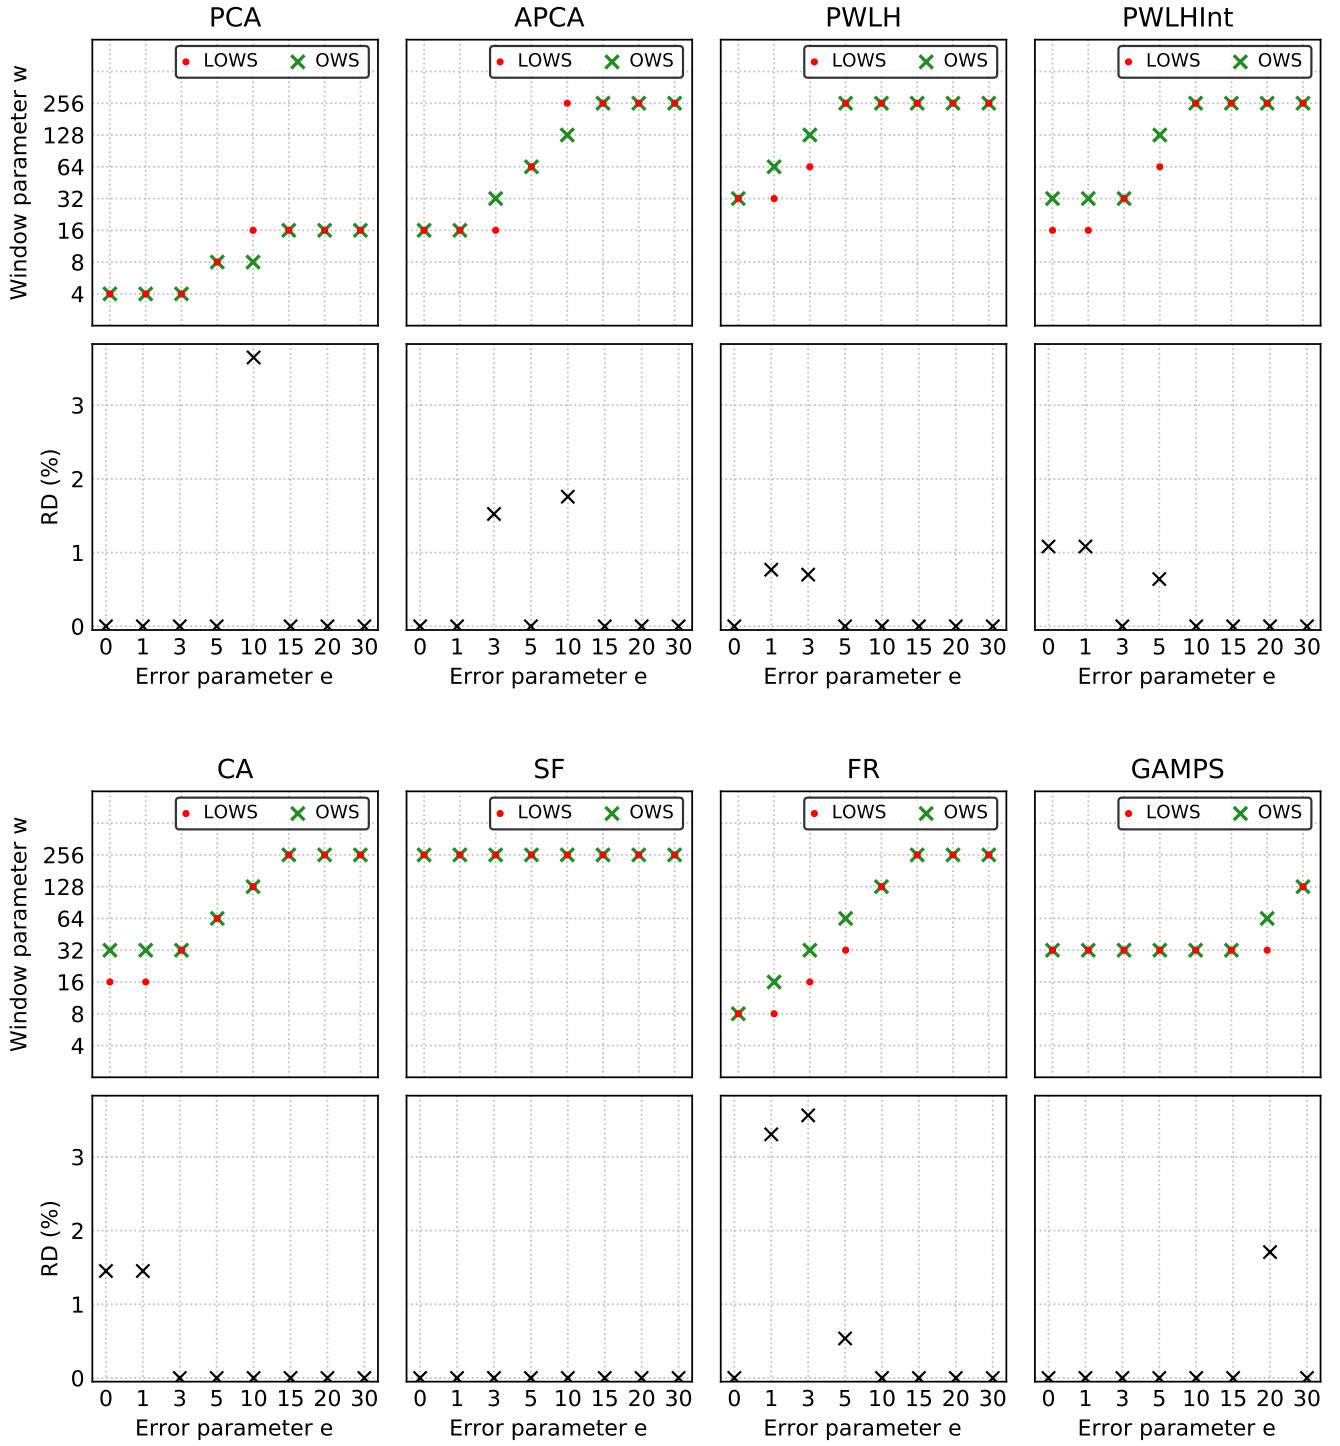 PCA APCA PWLH PWLHInt
LOWS OWS LOWS OWS LOWS OWS LOWS OWS
Window parameter w
256
128
64
32
16
8
4
RD (%)
3
2
1
0
0 1 3 5 10 15 20 30 0 1 3 5 10 15 20 30 0 1 3 5 10 15 20 30 0 1 3 5 10 15 20 30
Error parameter e Error parameter e Error parameter e Error parameter e
CA SF FR GAMPS
LOWS OWS LOWS OWS LOWS OWS LOWS OWS
Window parameter w
256
128
64
32
16
8
4
RD (%)
3
2
1
0
0 1 3 5 10 15 20 30 0 1 3 5 10 15 20 30 0 1 3 5 10 15 20 30 0 1 3 5 10 15 20 30
Error parameter e Error parameter e Error parameter e Error parameter e